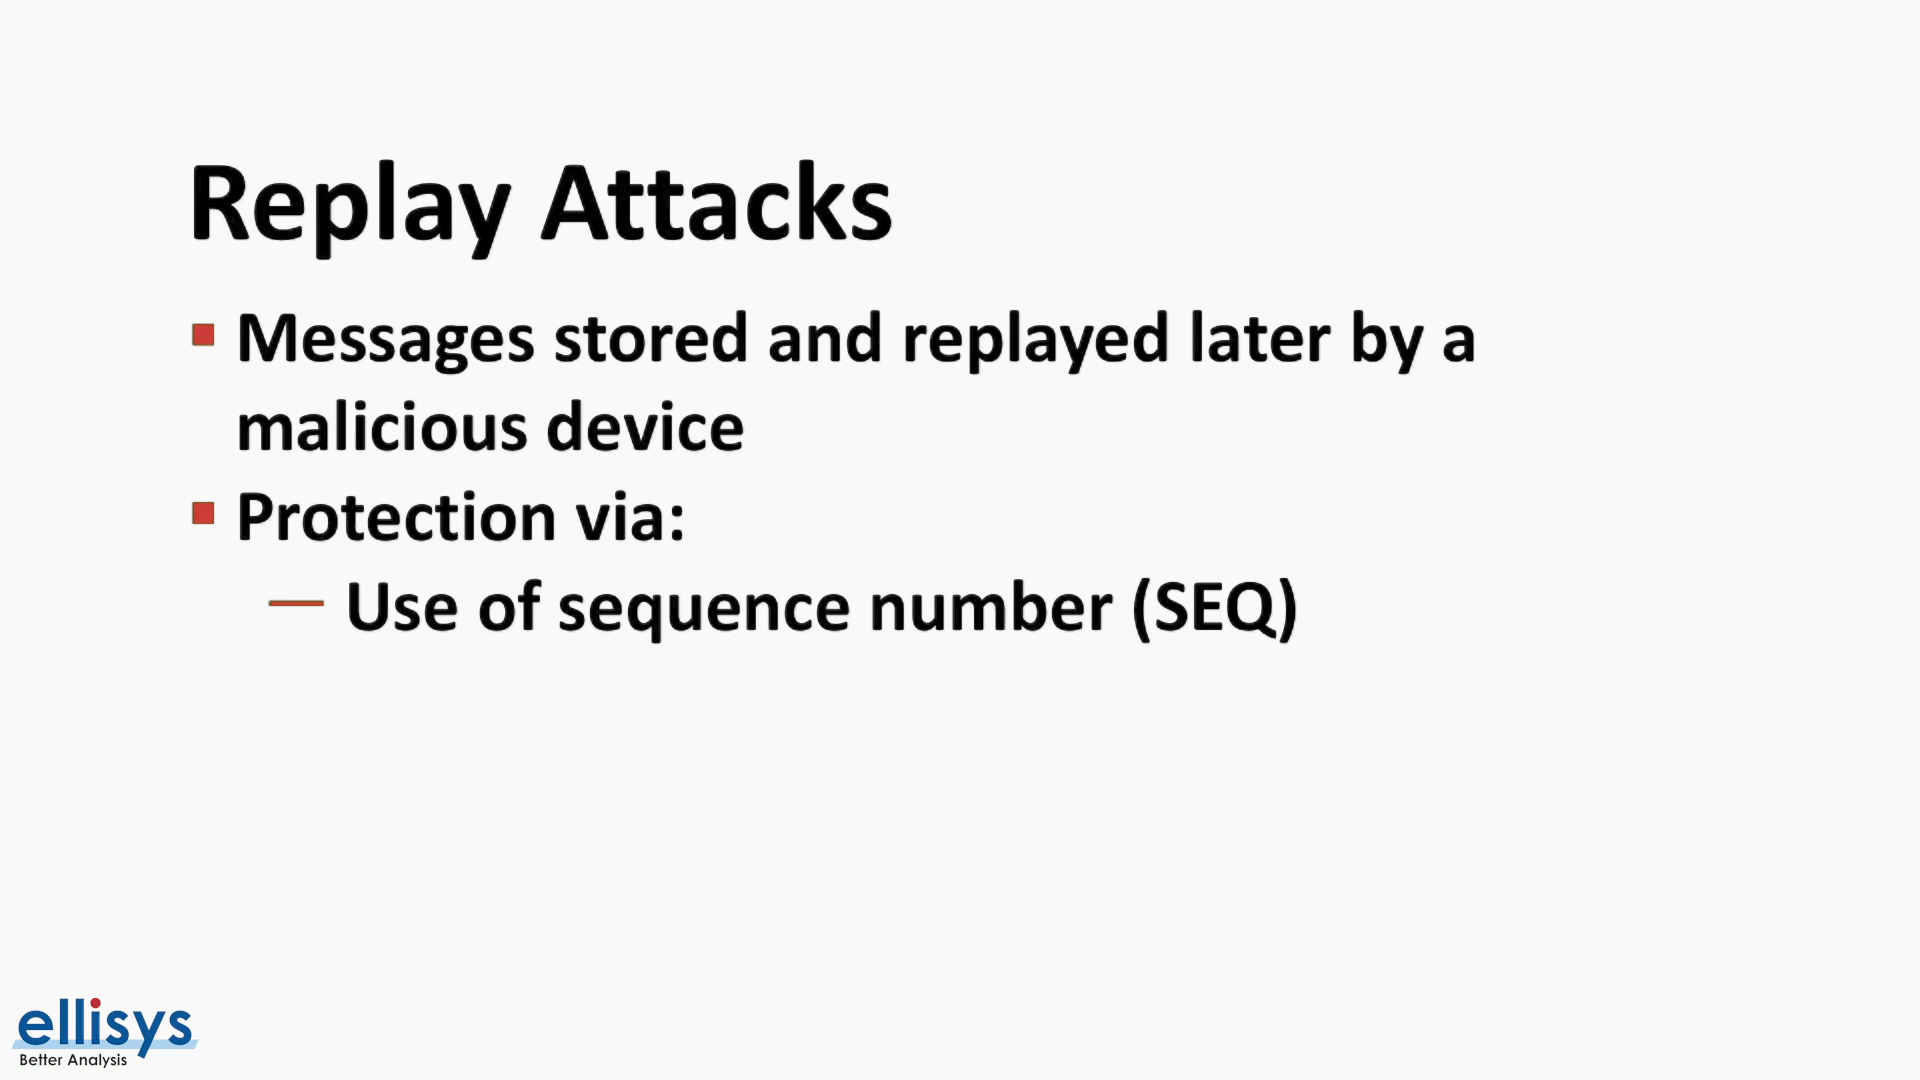 Replay Attacks
Messages stored and replayed later by a
malicious device
Protection via:
— Use of sequence number (SEQ)
ellisys
Better Analysis